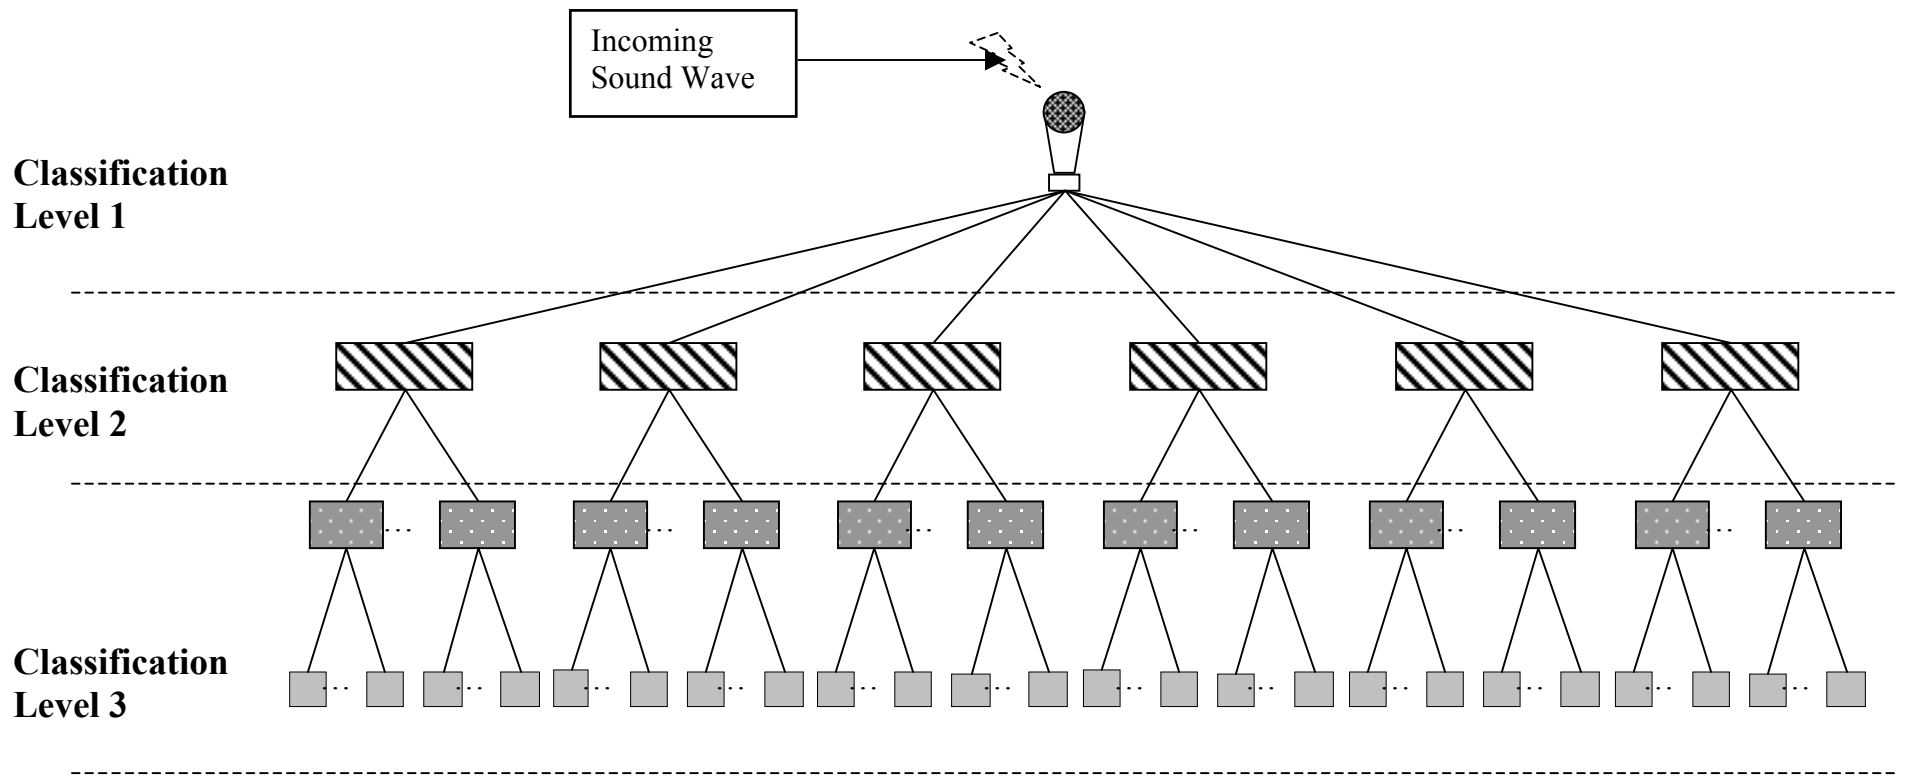 Incoming
Sound Wave
Classification
Level 1
Classification
Level 2
Classification
Level 3